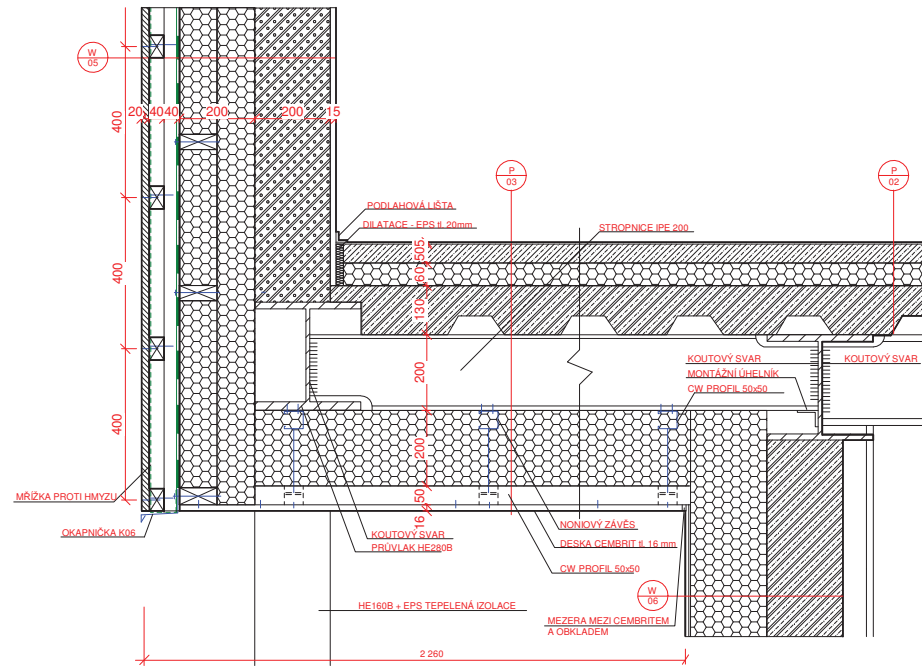 W
05
20 40 40 200 200 15
400
400
400
P
03
P
02
PODLAHOVÁ LIŠTA
DILATACE - EPS tl. 20mm
STROPNICE IPE 200
505.
60
130
200
200
50
16
KOUTOVÝ SVAR
KOUTOVÝ SVAR
MONTÁŽNÍ ÚHELNÍK
CW PROFIL 50x50
MŘÍŽKA PROTI HMYZU
OKAPNIČKA K06
KOUTOVÝ SVAR
PRŮVLAK HE280B
NONIOVÝ ZÁVĚS
DESKA CEMBRIT tl. 16 mm
CW PROFIL 50x50
W
06
HE160B + EPS TEPELENÁ IZOLACE
MEZERA MEZI CEMBRITEM
A OBKLADEM
2 260